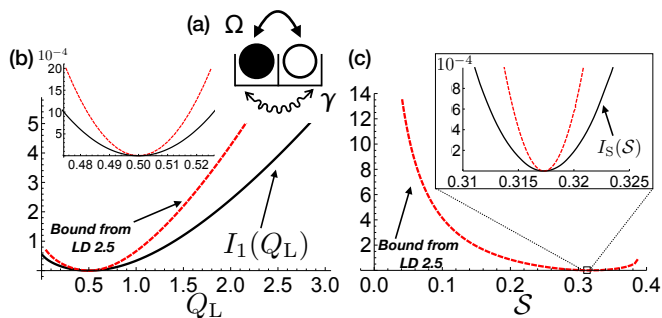 (a)
Ω
γ
(b)
10⁻⁴
20
15
10
5
0.48 0.49 0.50 0.51 0.52
5
4
3
2
1
Bound from
LD 2.5
I₁(Q_L)
0.5 1.0 1.5 2.0 2.5 3.0
Q_L
(c)
14
12
10
8
6
4
2
0
Bound from
LD 2.5
0.0 0.1 0.2 0.3 0.4
𝒮
10⁻⁴
8
6
4
2
I_S(𝒮)
0.31 0.315 0.32 0.325